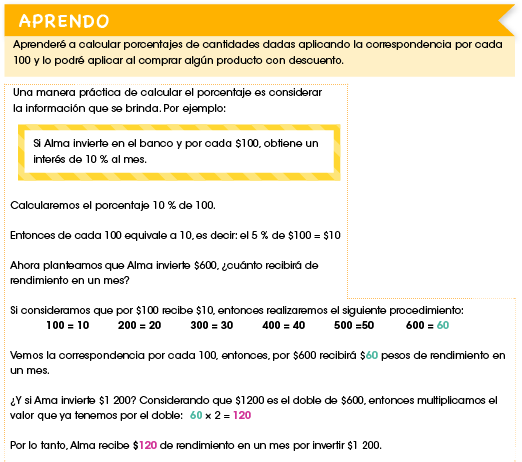 APRENDO
Aprenderé a calcular porcentajes de cantidades dadas aplicando la correspondencia por cada
100 y lo podré aplicar al comprar algún producto con descuento.
Una manera práctica de calcular el porcentaje es considerar
la información que se brinda. Por ejemplo:
Si Alma invierte en el banco y por cada $100, obtiene un
interés de 10 % al mes.
Calcularemos el porcentaje 10 % de 100.
Entonces de cada 100 equivale a 10, es decir: el 5 % de $100 = $10
Ahora planteamos que Alma invierte $600, ¿cuánto recibirá de
rendimiento en un mes?
Si consideramos que por $100 recibe $10, entonces realizaremos el siguiente procedimiento:
100 = 10 200 = 20 300 = 30 400 = 40 500 =50 600 = 60
Vemos la correspondencia por cada 100, entonces, por $600 recibirá $60 pesos de rendimiento en
un mes.
¿Y si Ama invierte $1 200? Considerando que $1200 es el doble de $600, entonces multiplicamos el
valor que ya tenemos por el doble: 60 x 2 = 120
Por lo tanto, Alma recibe $120 de rendimiento en un mes por invertir $1 200.